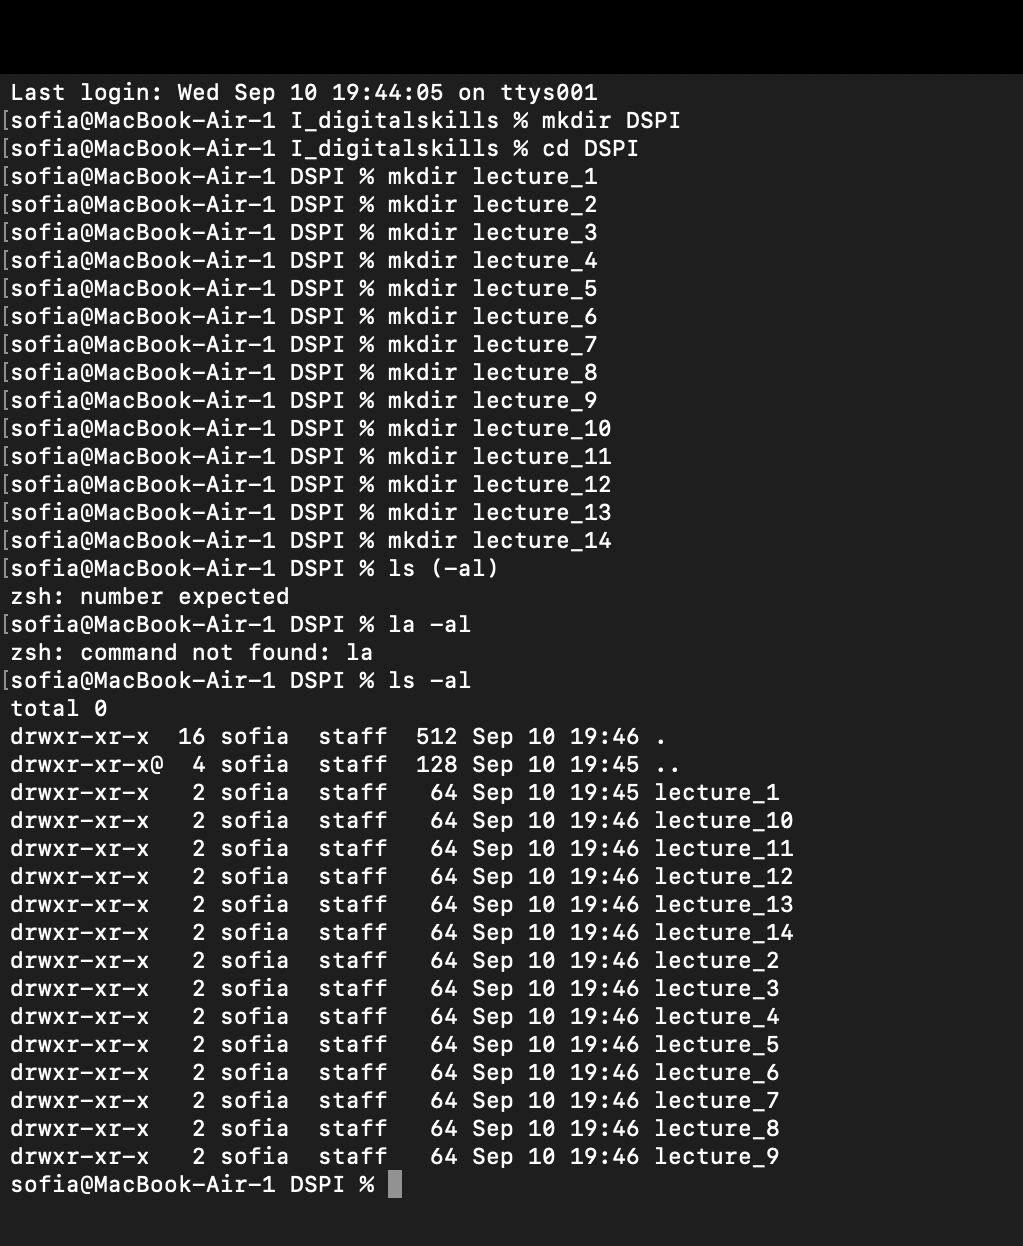 Last login: Wed Sep 10 19:44:05 on ttys001
[sofia@MacBook-Air-1 I_digitalskills % mkdir DSPI
[sofia@MacBook-Air-1 I_digitalskills % cd DSPI
[sofia@MacBook-Air-1 DSPI % mkdir lecture_1
[sofia@MacBook-Air-1 DSPI % mkdir lecture_2
[sofia@MacBook-Air-1 DSPI % mkdir lecture_3
[sofia@MacBook-Air-1 DSPI % mkdir lecture_4
[sofia@MacBook-Air-1 DSPI % mkdir lecture_5
[sofia@MacBook-Air-1 DSPI % mkdir lecture_6
[sofia@MacBook-Air-1 DSPI % mkdir lecture_7
[sofia@MacBook-Air-1 DSPI % mkdir lecture_8
[sofia@MacBook-Air-1 DSPI % mkdir lecture_9
[sofia@MacBook-Air-1 DSPI % mkdir lecture_10
[sofia@MacBook-Air-1 DSPI % mkdir lecture_11
[sofia@MacBook-Air-1 DSPI % mkdir lecture_12
[sofia@MacBook-Air-1 DSPI % mkdir lecture_13
[sofia@MacBook-Air-1 DSPI % mkdir lecture_14
[sofia@MacBook-Air-1 DSPI % ls (-al)
zsh: number expected
[sofia@MacBook-Air-1 DSPI % la -al
zsh: command not found: la
[sofia@MacBook-Air-1 DSPI % ls -al
total 0
drwxr-xr-x  16 sofia  staff  512 Sep 10 19:46 .
drwxr-xr-x@  4 sofia  staff  128 Sep 10 19:45 ..
drwxr-xr-x   2 sofia  staff   64 Sep 10 19:45 lecture_1
drwxr-xr-x   2 sofia  staff   64 Sep 10 19:46 lecture_10
drwxr-xr-x   2 sofia  staff   64 Sep 10 19:46 lecture_11
drwxr-xr-x   2 sofia  staff   64 Sep 10 19:46 lecture_12
drwxr-xr-x   2 sofia  staff   64 Sep 10 19:46 lecture_13
drwxr-xr-x   2 sofia  staff   64 Sep 10 19:46 lecture_14
drwxr-xr-x   2 sofia  staff   64 Sep 10 19:46 lecture_2
drwxr-xr-x   2 sofia  staff   64 Sep 10 19:46 lecture_3
drwxr-xr-x   2 sofia  staff   64 Sep 10 19:46 lecture_4
drwxr-xr-x   2 sofia  staff   64 Sep 10 19:46 lecture_5
drwxr-xr-x   2 sofia  staff   64 Sep 10 19:46 lecture_6
drwxr-xr-x   2 sofia  staff   64 Sep 10 19:46 lecture_7
drwxr-xr-x   2 sofia  staff   64 Sep 10 19:46 lecture_8
drwxr-xr-x   2 sofia  staff   64 Sep 10 19:46 lecture_9
sofia@MacBook-Air-1 DSPI %